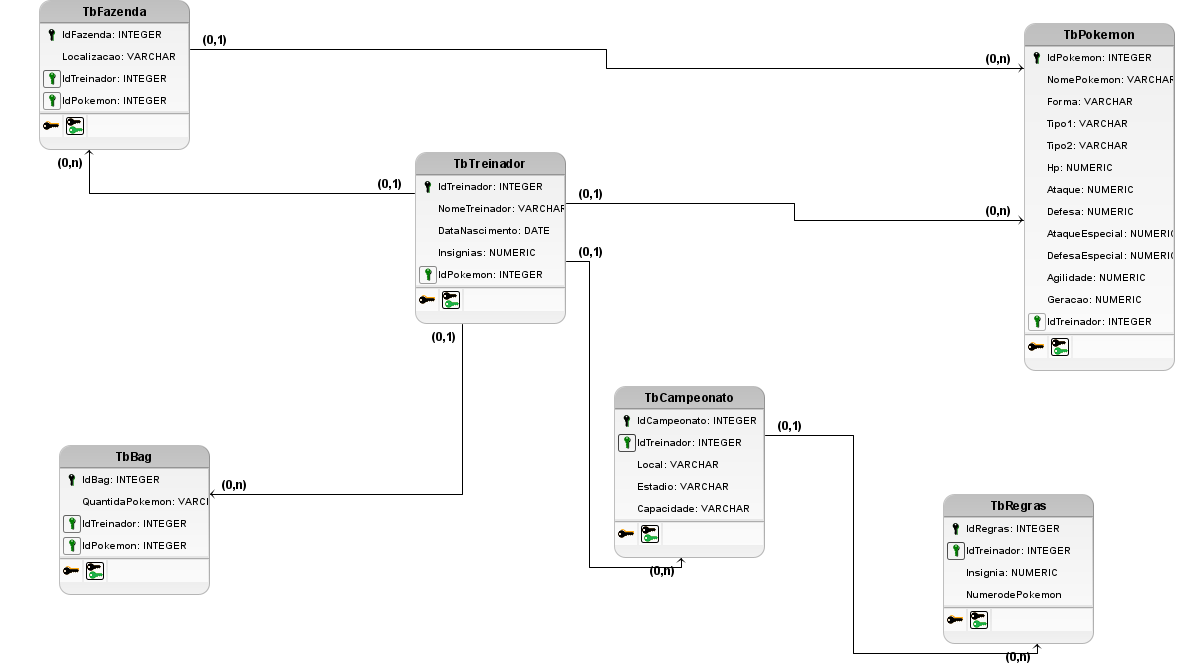 TbFazenda
IdFazenda: INTEGER
Localizacao: VARCHAR
IdTreinador: INTEGER
IdPokemon: INTEGER
(0,1)
(0,n)
TbPokemon
IdPokemon: INTEGER
NomePokemon: VARCHAR
Forma: VARCHAR
Tipo1: VARCHAR
Tipo2: VARCHAR
Hp: NUMERIC
Ataque: NUMERIC
Defesa: NUMERIC
AtaqueEspecial: NUMERIC
DefesaEspecial: NUMERIC
Agilidade: NUMERIC
Geracao: NUMERIC
IdTreinador: INTEGER
(0,n)
(0,1)
TbTreinador
IdTreinador: INTEGER
NomeTreinador: VARCHAR
DataNascimento: DATE
Insignias: NUMERIC
IdPokemon: INTEGER
(0,1)
(0,n)
(0,1)
(0,1)
TbCampeonato
IdCampeonato: INTEGER
IdTreinador: INTEGER
Local: VARCHAR
Estadio: VARCHAR
Capacidade: VARCHAR
(0,1)
(0,n)
TbBag
IdBag: INTEGER
QuantidaPokemon: VARCI
IdTreinador: INTEGER
IdPokemon: INTEGER
(0,n)
TbRegras
IdRegras: INTEGER
IdTreinador: INTEGER
Insignia: NUMERIC
NumerodePokemon
(0,n)